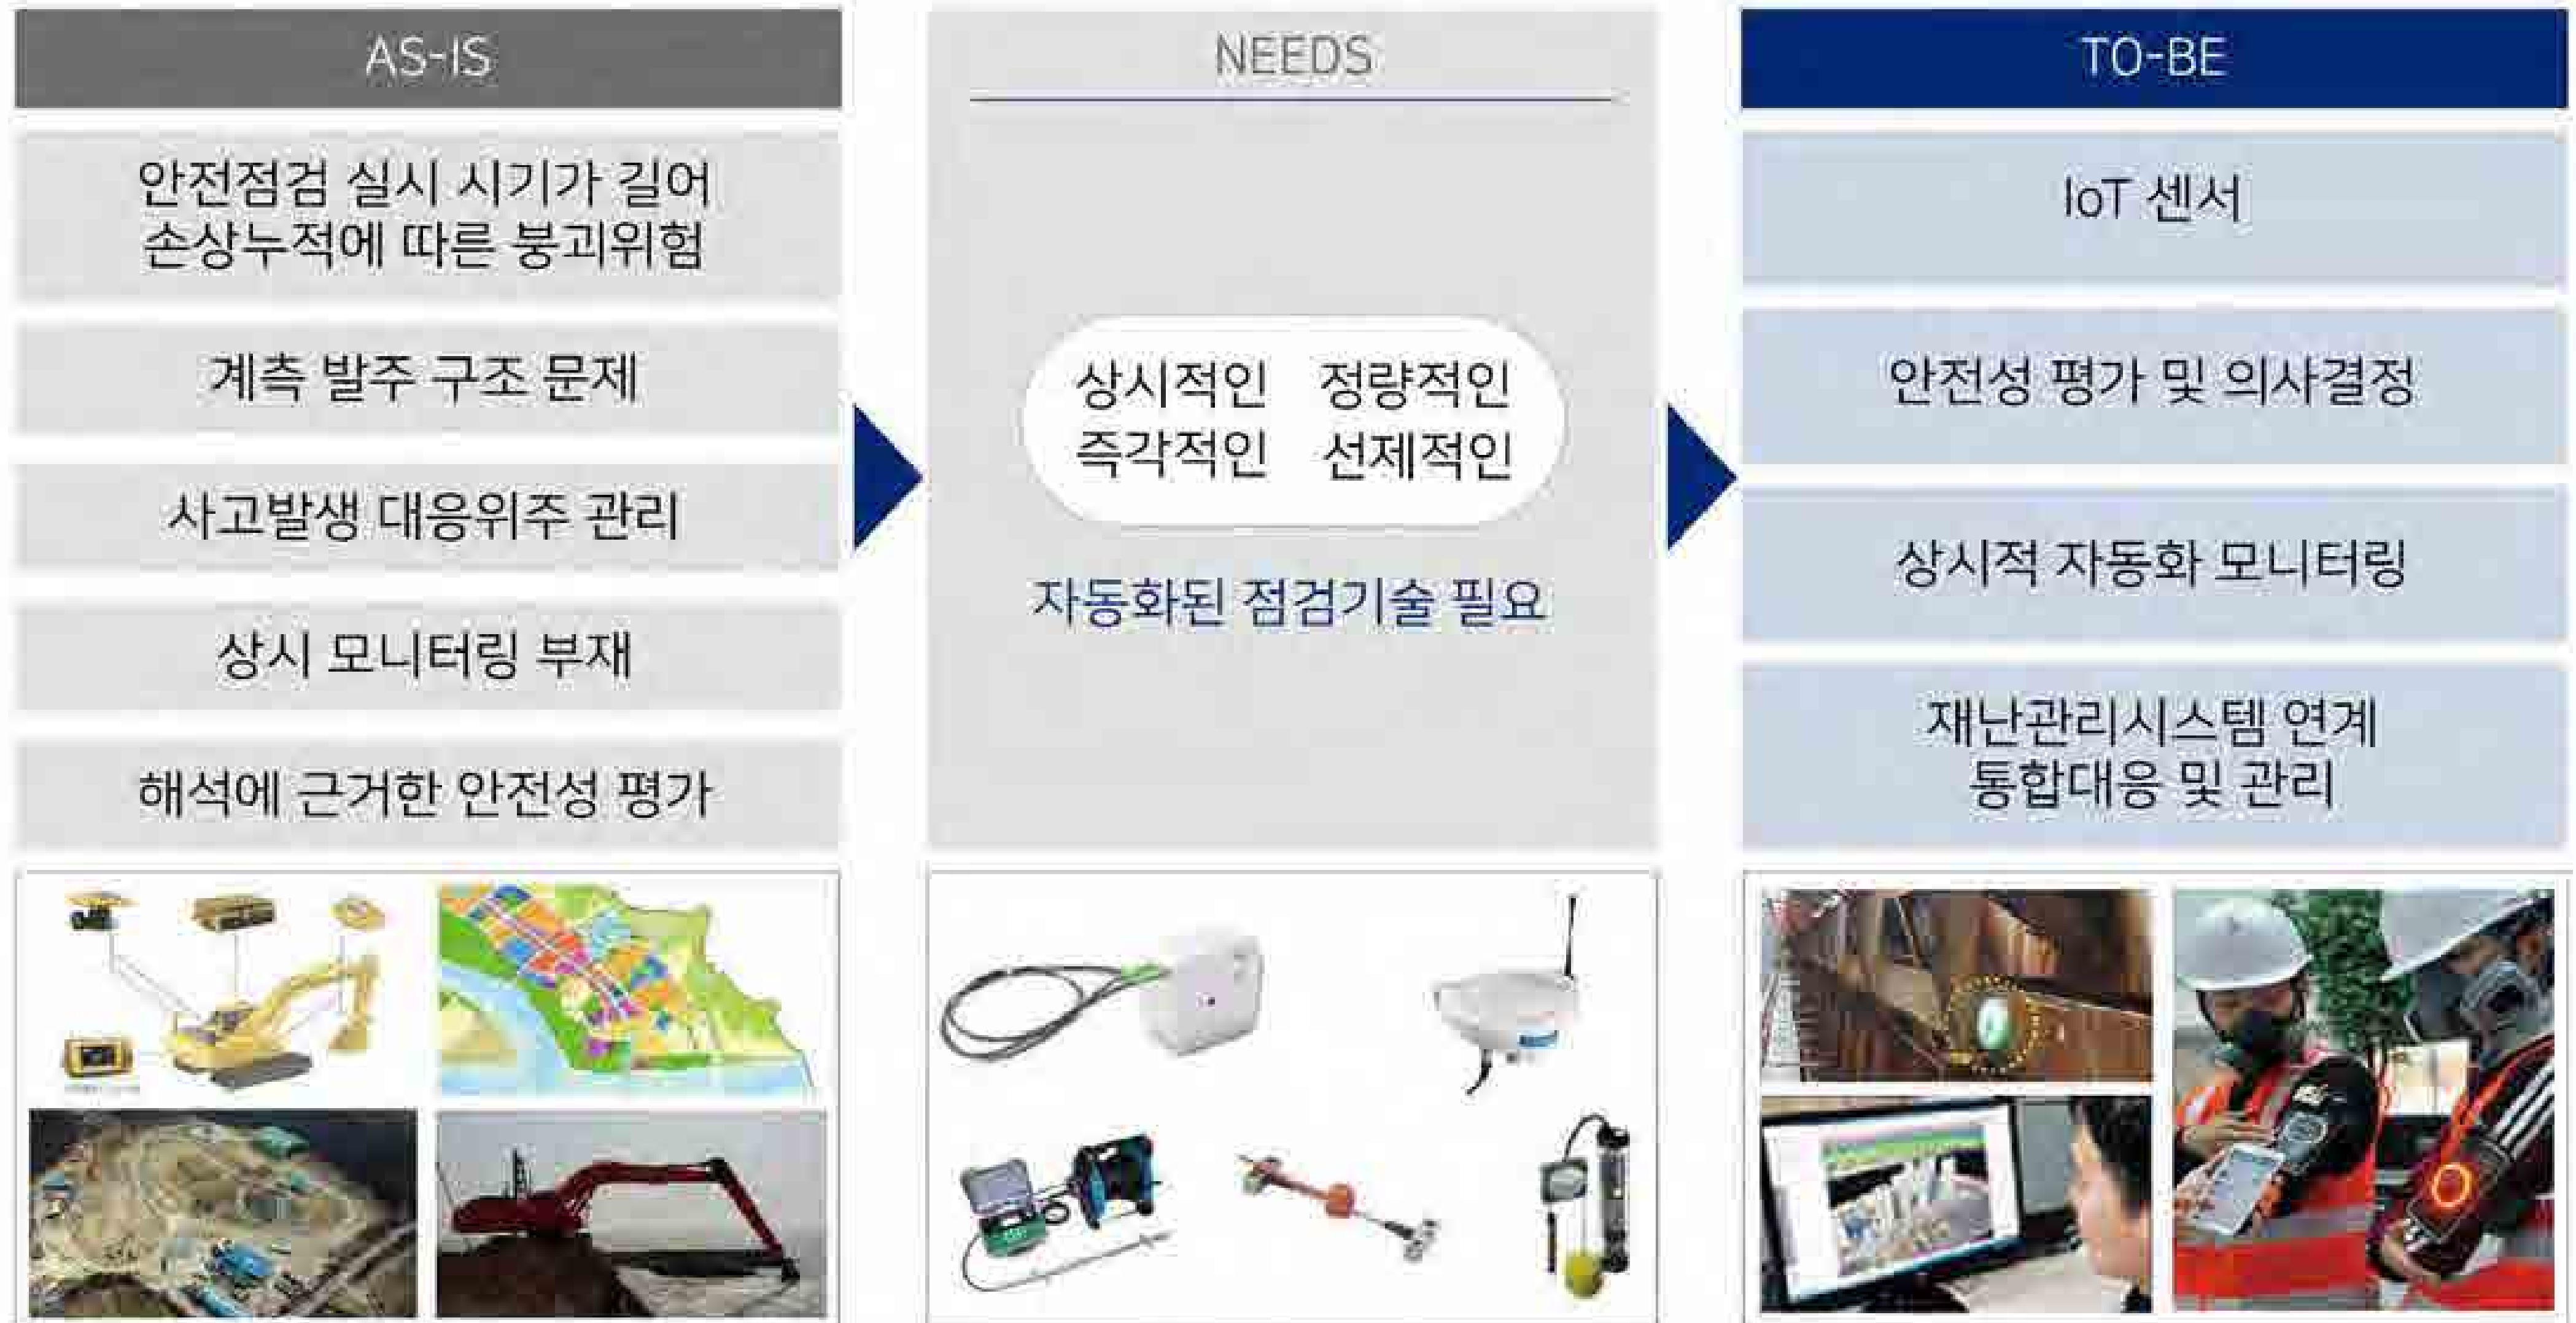 AS-IS
안전점검 실시 시기가 길어
손상누적에 따른 붕괴위험
계측 발주 구조 문제
사고발생 대응위주 관리
상시 모니터링 부재
해석에 근거한 안전성 평가
NEEDS
상시적인 정량적인
즉각적인 선제적인
자동화된 점검기술 필요
TO-BE
IoT 센서
안전성 평가 및 의사결정
상시적 자동화 모니터링
재난관리시스템 연계
통합대응 및 관리